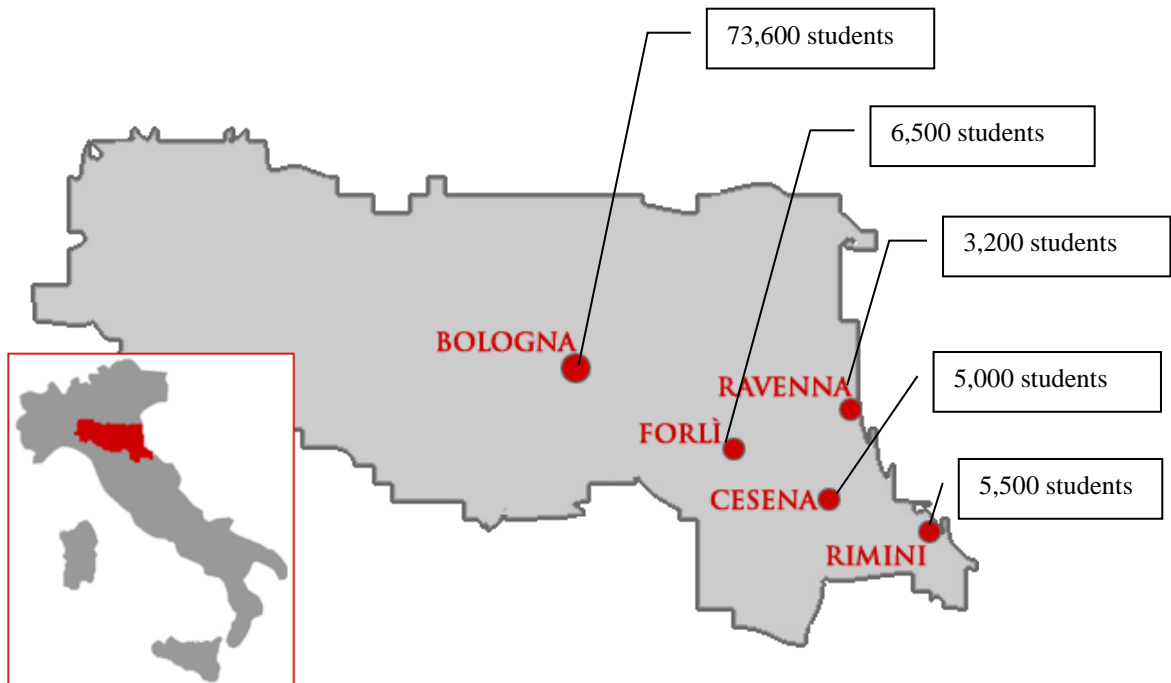 73,600 students
6,500 students
3,200 students
BOLOGNA
RAVENNA
5,000 students
FORLÌ
CESENA
5,500 students
RIMINI